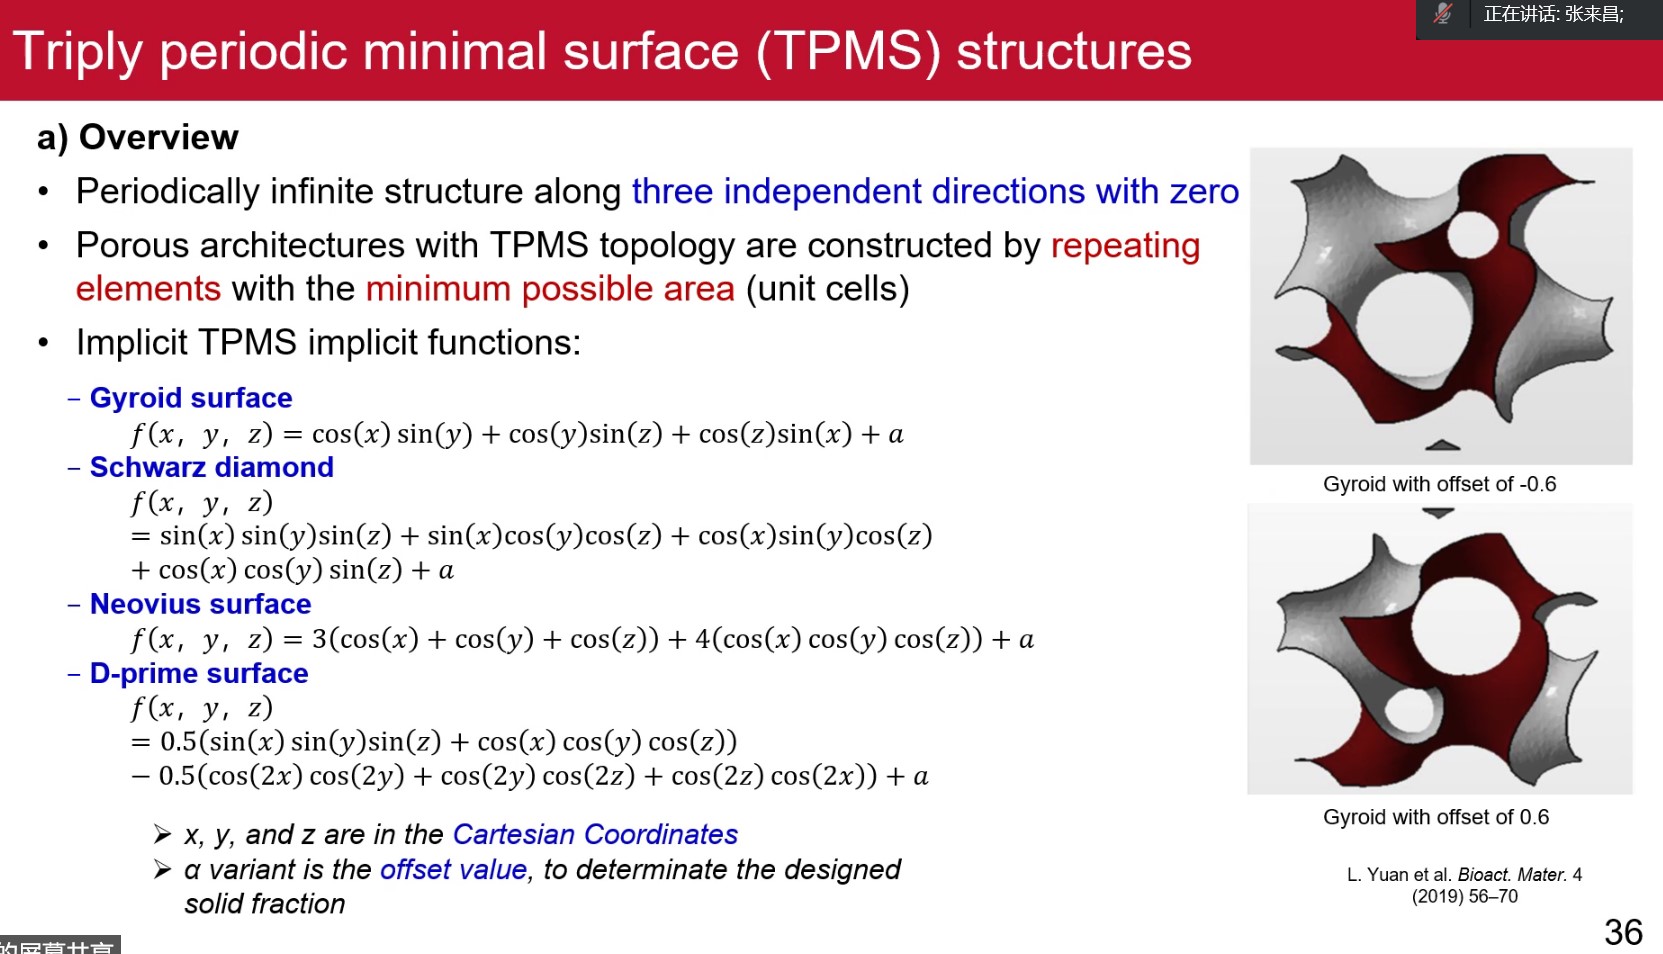 正在讲话: 张来昌;
Triply periodic minimal surface (TPMS) structures
a) Overview
• Periodically infinite structure along three independent directions with zero
• Porous architectures with TPMS topology are constructed by repeating
elements with the minimum possible area (unit cells)
• Implicit TPMS implicit functions:
– Gyroid surface
f(x, y, z) = cos(x) sin(y) + cos(y)sin(z) + cos(z)sin(x) + a
– Schwarz diamond
f(x, y, z)
= sin(x) sin(y)sin(z) + sin(x)cos(y)cos(z) + cos(x)sin(y)cos(z)
+ cos(x) cos(y) sin(z) + a
– Neovius surface
f(x, y, z) = 3(cos(x) + cos(y) + cos(z)) + 4(cos(x) cos(y) cos(z)) + a
– D-prime surface
f(x, y, z)
= 0.5(sin(x) sin(y)sin(z) + cos(x) cos(y) cos(z))
− 0.5(cos(2x) cos(2y) + cos(2y) cos(2z) + cos(2z) cos(2x)) + a
➢ x, y, and z are in the Cartesian Coordinates
➢ α variant is the offset value, to determinate the designed
solid fraction
Gyroid with offset of -0.6
Gyroid with offset of 0.6
L. Yuan et al. Bioact. Mater. 4
(2019) 56–70
36
的屏幕共享